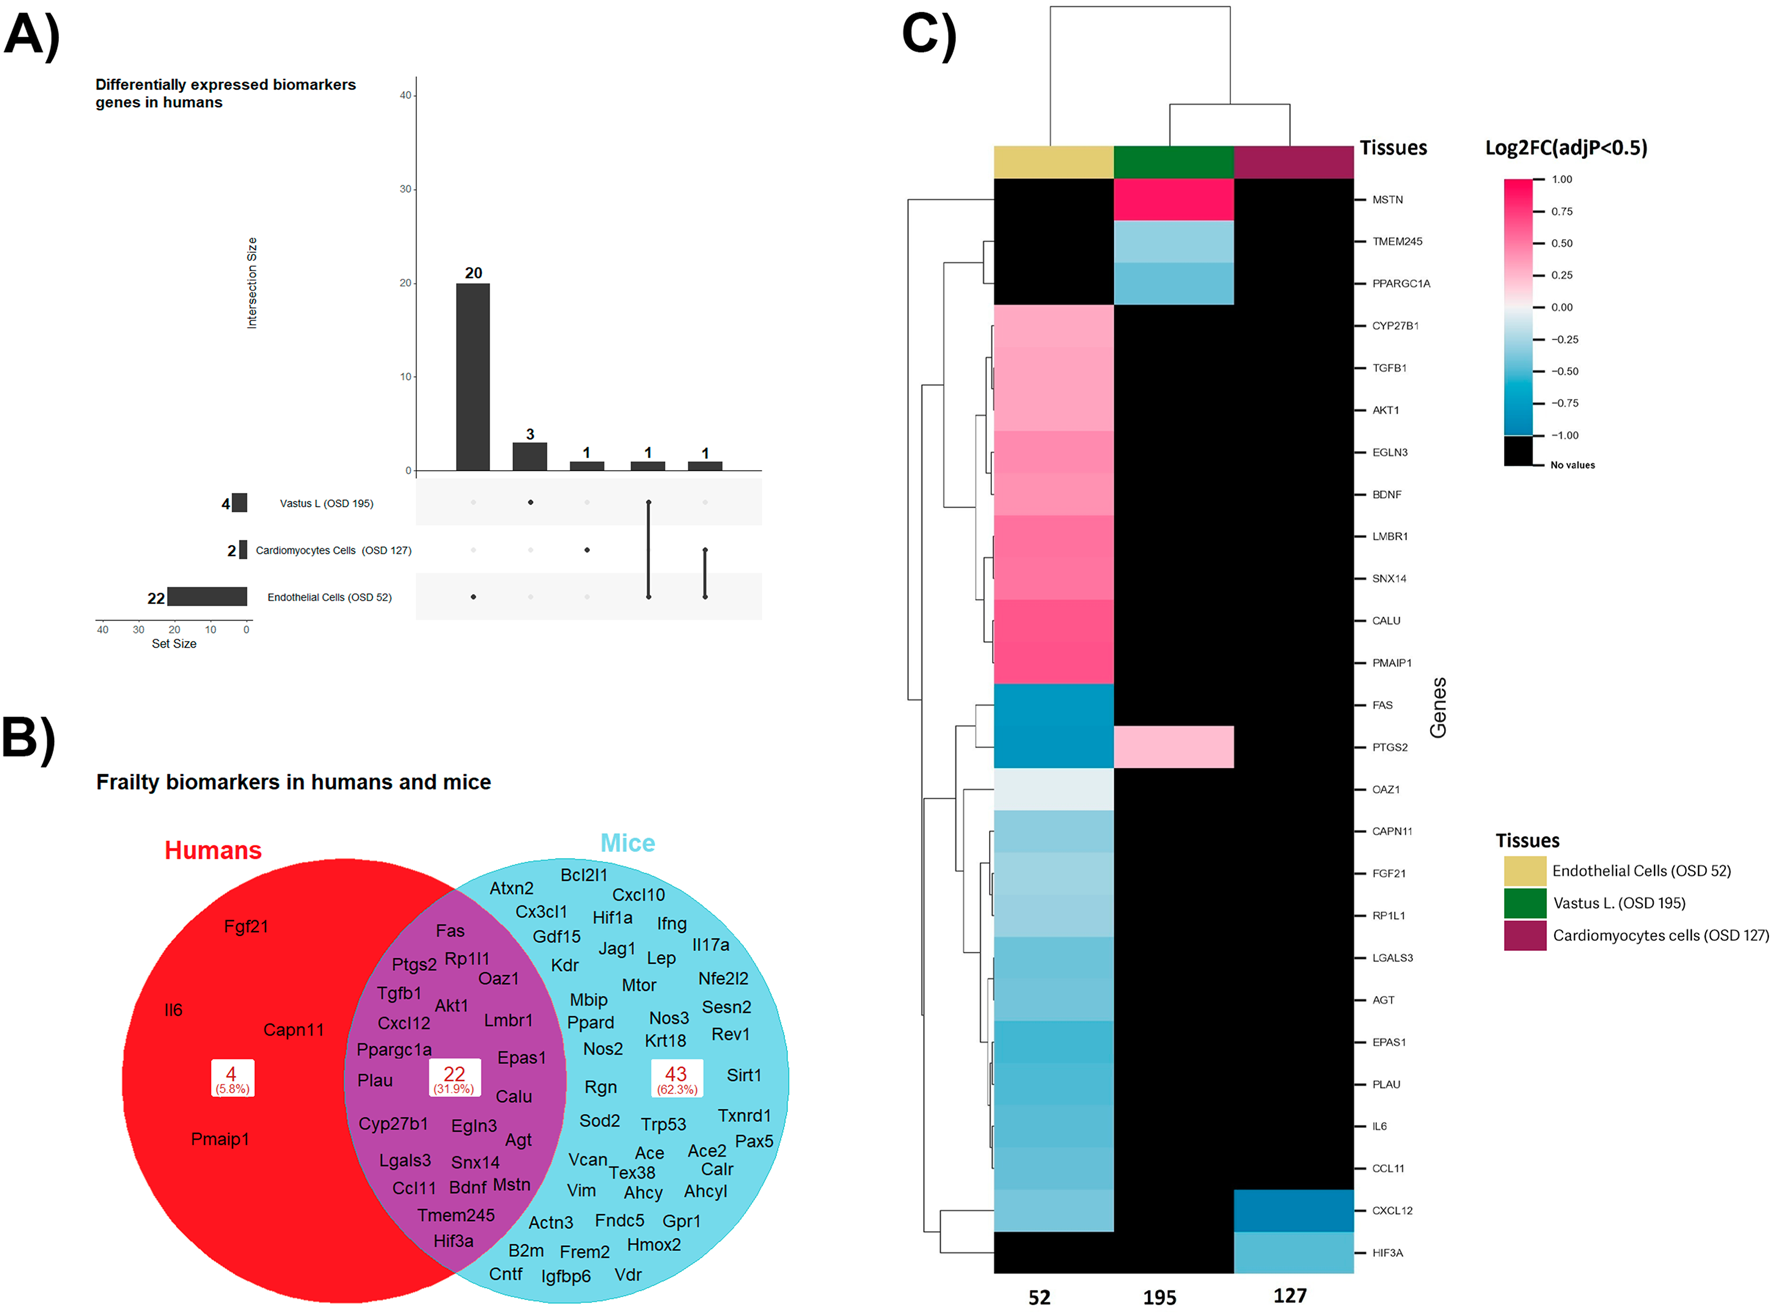 A)
Differentially expressed biomarkers
genes in humans
40
30
20
10
0
Intersection Size
20
3
1
1
1
4
Vastus L (OSD 195)
2
Cardiomyocytes Cells (OSD 127)
22
Endothelial Cells (OSD 52)
40
30
20
10
0
Set Size
B)
Frailty biomarkers in humans and mice
Humans
Mice
Fgf21
Il6
Capn11
4
(5.8%)
Pmaip1
Fas
Ptgs2
Rp1l1
Oaz1
Tgfb1
Akt1
Cxcl12
Lmbr1
Ppargc1a
Epas1
Plau
22
(31.9%)
Calu
Cyp27b1
Egln3
Agt
Lgals3
Snx14
Ccl11
Bdnf
Mstn
Tmem245
Hif3a
Bcl2l1
Atxn2
Cxcl10
Cx3cl1
Hif1a
Ifng
Gdf15
Jag1
Il17a
Kdr
Lep
Nfe2l2
Mtor
Mbip
Sesn2
Ppard
Nos3
Rev1
Krt18
Nos2
43
(62.3%)
Sirt1
Rgn
Sod2
Trp53
Txnrd1
Pax5
Vcan
Ace
Ace2
Tex38
Calr
Vim
Ahcy
Ahcyl
Actn3
Fndc5
Gpr1
B2m
Frem2
Hmox2
Cntf
Igfbp6
Vdr
C)
Tissues
MSTN
TMEM245
PPARGC1A
CYP27B1
TGFB1
AKT1
EGLN3
BDNF
LMBR1
SNX14
CALU
PMAIP1
FAS
PTGS2
OAZ1
CAPN11
FGF21
RP1L1
LGALS3
AGT
EPAS1
PLAU
IL6
CCL11
CXCL12
HIF3A
Genes
52
195
127
Log2FC(adjP<0.5)
1.00
0.75
0.50
0.25
0.00
−0.25
−0.50
−0.75
−1.00
No values
Tissues
Endothelial Cells (OSD 52)
Vastus L. (OSD 195)
Cardiomyocytes cells (OSD 127)